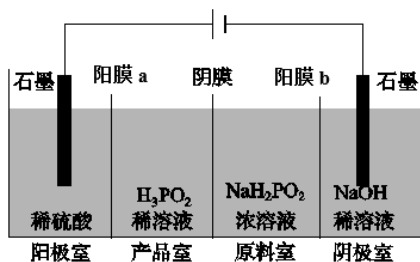 石墨 阳膜 a 阴膜 阳膜 b 石墨
H₃PO₂ NaH₂PO₂ NaOH
稀硫酸 稀溶液 浓溶液 稀溶液
阳极室 产品室 原料室 阴极室